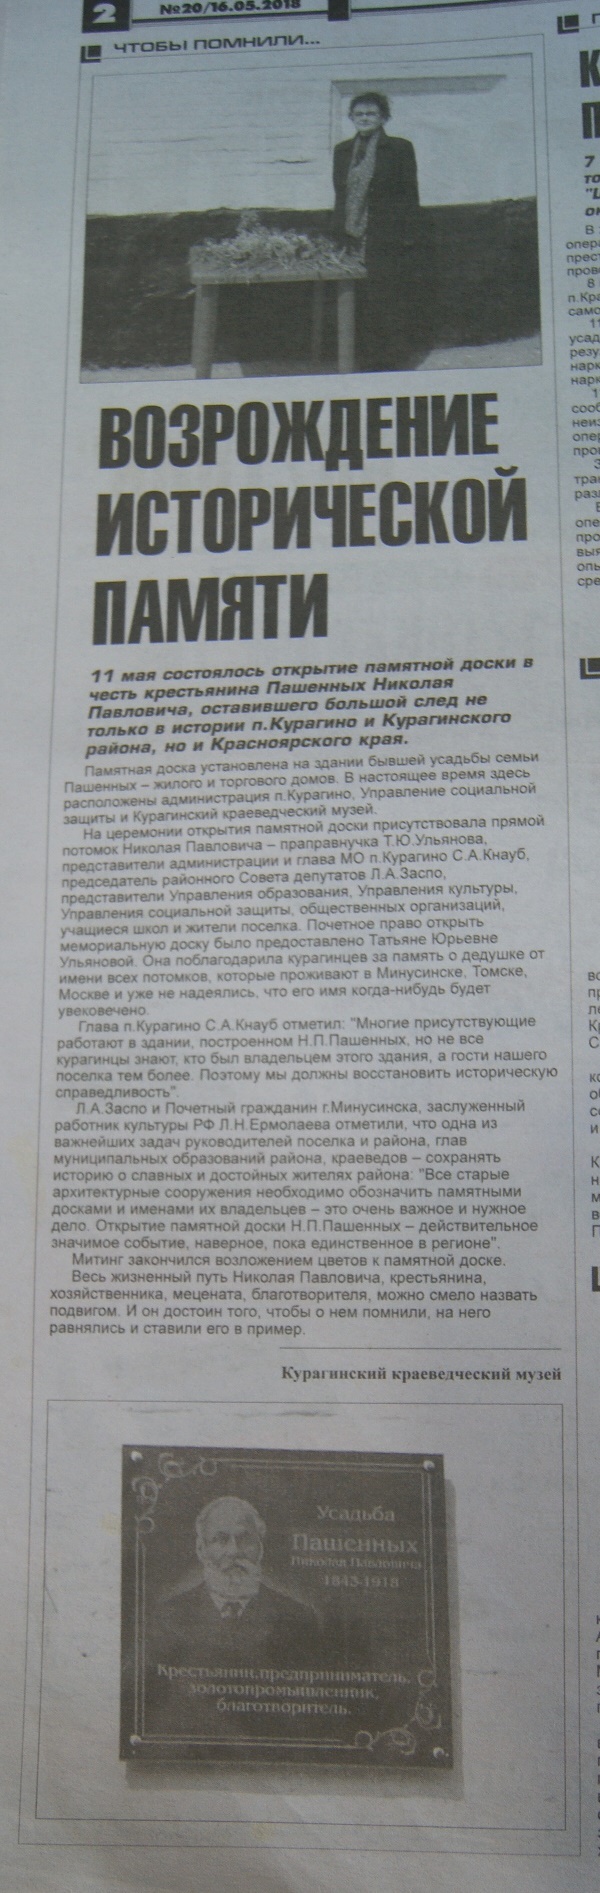 2
№20/16.05.2018
ЧТОБЫ ПОМНИЛИ...
ВОЗРОЖДЕНИЕ
ИСТОРИЧЕСКОЙ
ПАМЯТИ
11 мая состоялось открытие памятной доски в
честь крестьянина Пашенных Николая
Павловича, оставившего большой след не
только в истории п.Курагино и Курагинского
района, но и Красноярского края.
Памятная доска установлена на здании бывшей усадьбы семьи
Пашенных – жилого и торгового домов. В настоящее время здесь
расположены администрация п.Курагино, Управление социальной
защиты и Курагинский краеведческий музей.
На церемонии открытия памятной доски присутствовала прямой
потомок Николая Павловича – праправнучка Т.Ю.Ульянова,
представители администрации и глава МО п.Курагино С.А.Кнауб,
председатель районного Совета депутатов Л.А.Заспо,
представители Управления образования, Управления культуры,
Управления социальной защиты, общественных организаций,
учащиеся школ и жители поселка. Почетное право открыть
мемориальную доску было предоставлено Татьяне Юрьевне
Ульяновой. Она поблагодарила курагинцев за память о дедушке от
имени всех потомков, которые проживают в Минусинске, Томске,
Москве и уже не надеялись, что его имя когда-нибудь будет
увековечено.
Глава п.Курагино С.А.Кнауб отметил: "Многие присутствующие
работают в здании, построенном Н.П.Пашенных, но не все
курагинцы знают, кто был владельцем этого здания, а гости нашего
поселка тем более. Поэтому мы должны восстановить историческую
справедливость".
Л.А.Заспо и Почетный гражданин г.Минусинска, заслуженный
работник культуры РФ Л.Н.Ермолаева отметили, что одна из
важнейших задач руководителей поселка и района, глав
муниципальных образований района, краеведов – сохранять
историю о славных и достойных жителях района: "Все старые
архитектурные сооружения необходимо обозначить памятными
досками и именами их владельцев – это очень важное и нужное
дело. Открытие памятной доски Н.П.Пашенных – действительное
значимое событие, наверное, пока единственное в регионе".
Митинг закончился возложением цветов к памятной доске.
Весь жизненный путь Николая Павловича, крестьянина,
хозяйственника, мецената, благотворителя, можно смело назвать
подвигом. И он достоин того, чтобы о нем помнили, на него
равнялись и ставили его в пример.
Курагинский краеведческий музей
Усадьба
Пашенных
Николая Павловича
1843-1918
Крестьянин,предприниматель,
золотопромышленник,
благотворитель.